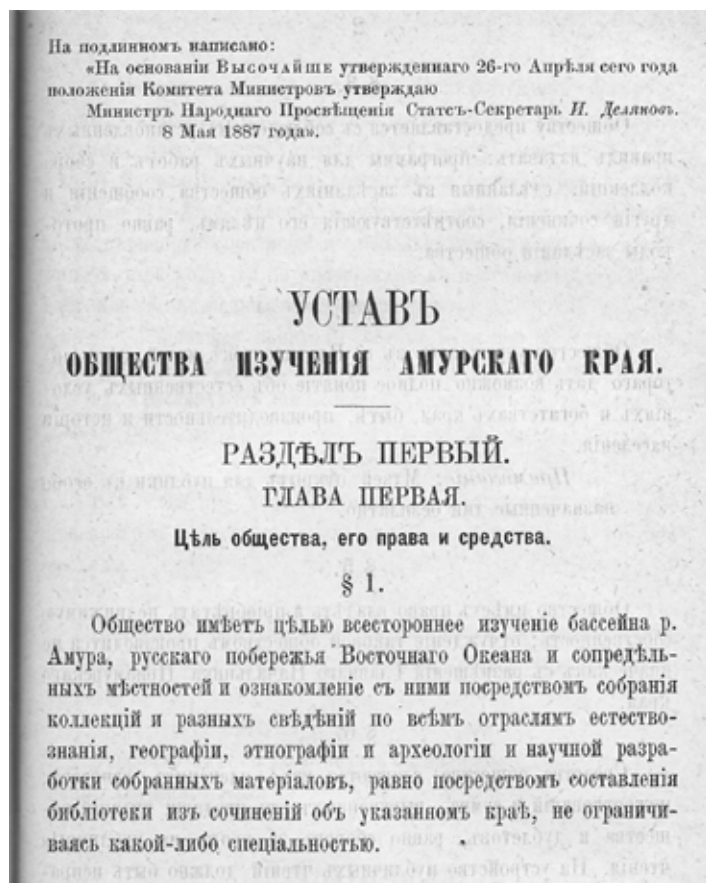 На подлинномъ написано:
«На основаніи Высочайше утвержденнаго 26-го Апрѣля сего года
положенія Комитета Министровъ утверждаю
Министръ Народнаго Просвѣщенія Статсъ-Секретарь И. Деляновъ.
8 Мая 1887 года».
УСТАВЪ
ОБЩЕСТВА ИЗУЧЕНІЯ АМУРСКАГО КРАЯ.
РАЗДѢЛЪ ПЕРВЫЙ.
ГЛАВА ПЕРВАЯ.
Цѣль общества, его права и средства.
§ 1.
Общество имѣетъ цѣлью всестороннее изученіе бассейна р.
Амура, русскаго побережья Восточнаго Океана и сопредѣль-
ныхъ мѣстностей и ознакомленіе съ ними посредствомъ собранія
коллекцій и разныхъ свѣдѣній по всѣмъ отраслямъ естество-
знанія, географіи, этнографіи и археологіи и научной разра-
ботки собранныхъ матеріаловъ, равно посредствомъ составленія
библіотеки изъ сочиненій объ указанномъ краѣ, не ограничи-
ваясь какой-либо спеціальностью.